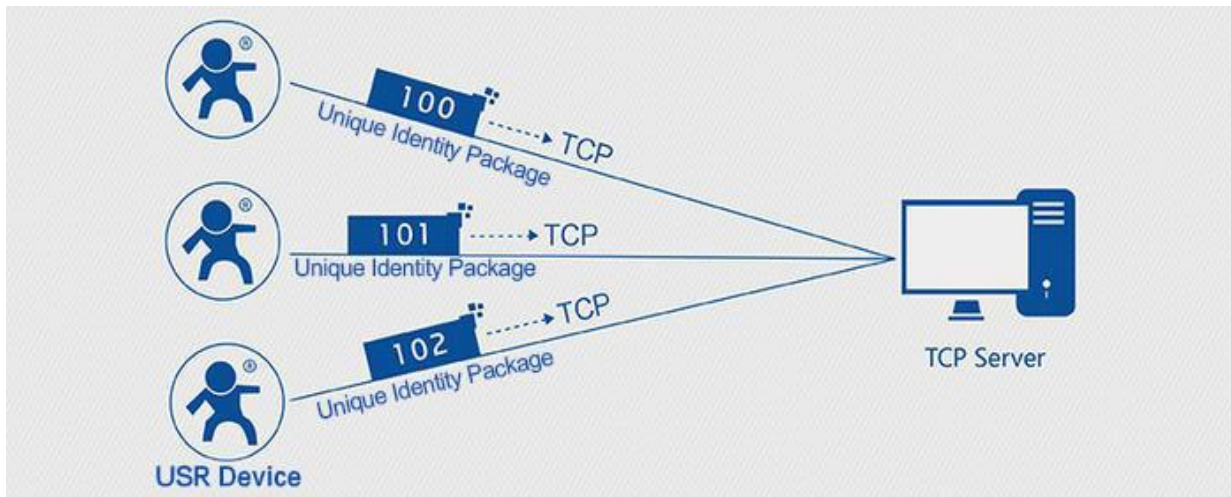 ®
100
TCP
Unique Identity Package
®
101
TCP
Unique Identity Package
TCP Server
®
102
TCP
Unique Identity Package
USR Device